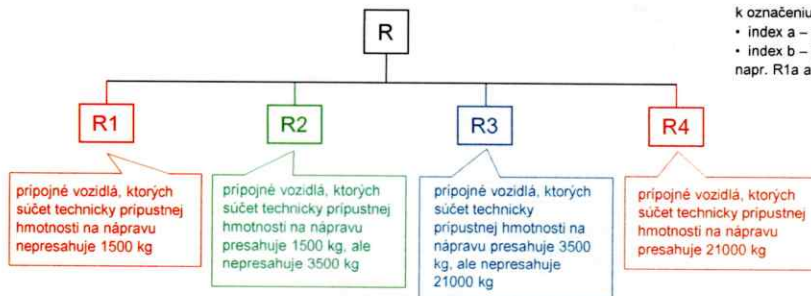 k označeniu
• index a –
• index b –
napr. R1a a
R
R1
R2
R3
R4
prípojné vozidlá, ktorých
súčet technicky prípustnej
hmotnosti na nápravu
nepresahuje 1500 kg
prípojné vozidlá, ktorých
súčet technicky prípustnej
hmotnosti na nápravu
presahuje 1500 kg, ale
nepresahuje 3500 kg
prípojné vozidlá, ktorých
súčet technicky
prípustnej hmotnosti na
nápravu presahuje 3500
kg, ale nepresahuje
21000 kg
prípojné vozidlá, ktorých
súčet technicky prípustnej
hmotnosti na nápravu
presahuje 21000 kg